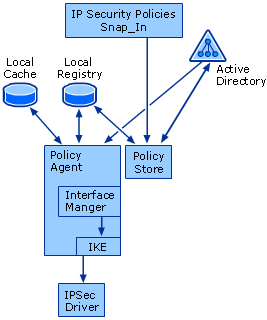 IP Security Policies
Snap_In
Local
Cache
Local
Registry
Active
Directory
Policy
Agent
Policy
Store
Interface
Manger
IKE
IPSec
Driver